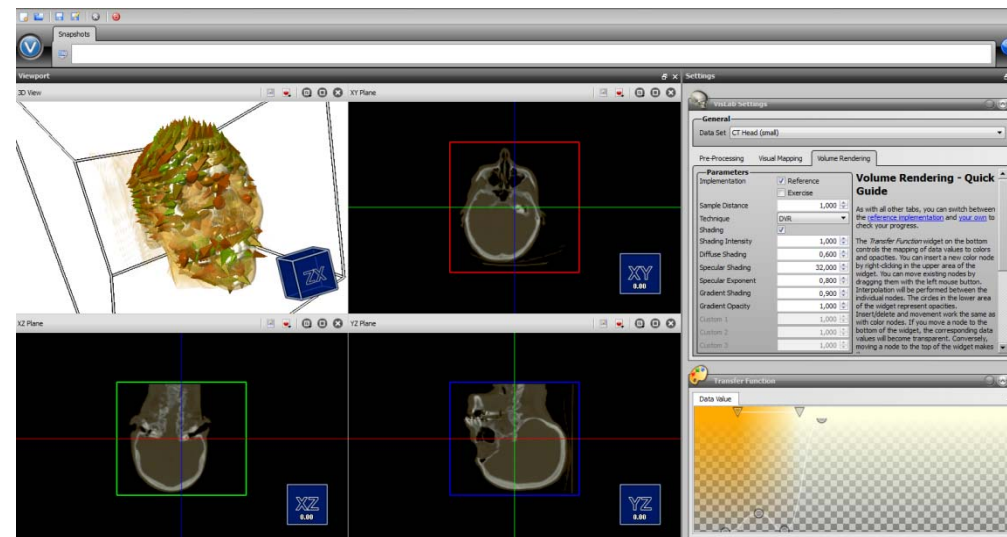 Snapshots
Viewport
Settings
3D View
XY Plane
XY
0.00
XZ Plane
XZ
0.00
YZ Plane
YZ
0.00
ZX
VisLab Settings
General
Data Set CT Head (small)
Pre-Processing Visual Mapping Volume Rendering
Parameters
Implementation Reference
Exercise
Sample Distance 1,000
Technique DVR
Shading
Shading Intensity 1,000
Diffuse Shading 0,600
Specular Shading 32,000
Specular Exponent 0,800
Gradient Shading 0,900
Gradient Opacity 1,000
Custom 1 1,000
Custom 2 1,000
Custom 3 1,000
Volume Rendering - Quick
Guide
As with all other tabs, you can switch between
the reference implementation and your own to
check your progress.
The Transfer Function widget on the bottom
controls the mapping of data values to colors
and opacities. You can insert a new color node
by right-clicking in the upper area of the
widget. You can move existing nodes by
dragging them with the left mouse button.
Interpolation will be performed between the
individual nodes. The circles in the lower area
of the widget represent opacities.
Insert/delete and movement work the same as
with color nodes. If you move a node to the
bottom of the widget, the corresponding data
values will become transparent. Conversely,
moving a node to the top of the widget makes
Transfer Function
Data Value